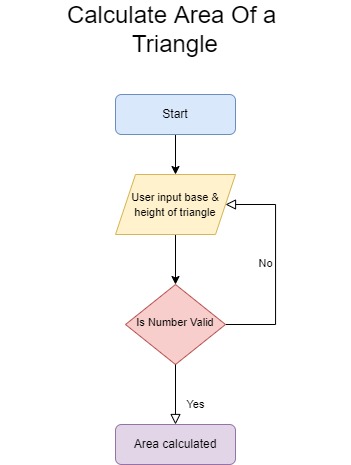 Calculate Area Of a
Triangle
Start
User input base &
height of triangle
No
Is Number Valid
Yes
Area calculated